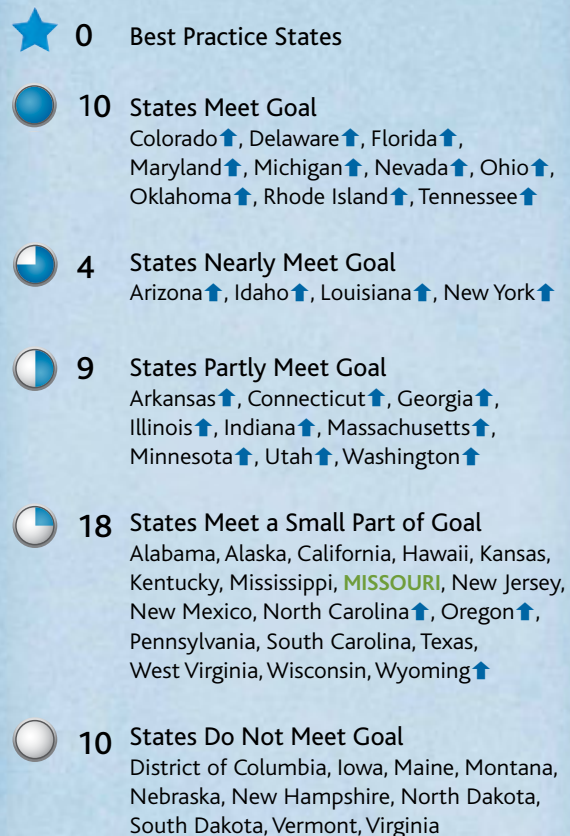 0 Best Practice States
10 States Meet Goal
Colorado⬆, Delaware⬆, Florida⬆,
Maryland⬆, Michigan⬆, Nevada⬆, Ohio⬆,
Oklahoma⬆, Rhode Island⬆, Tennessee⬆
4 States Nearly Meet Goal
Arizona⬆, Idaho⬆, Louisiana⬆, New York⬆
9 States Partly Meet Goal
Arkansas⬆, Connecticut⬆, Georgia⬆,
Illinois⬆, Indiana⬆, Massachusetts⬆,
Minnesota⬆, Utah⬆, Washington⬆
18 States Meet a Small Part of Goal
Alabama, Alaska, California, Hawaii, Kansas,
Kentucky, Mississippi, MISSOURI, New Jersey,
New Mexico, North Carolina⬆, Oregon⬆,
Pennsylvania, South Carolina, Texas,
West Virginia, Wisconsin, Wyoming⬆
10 States Do Not Meet Goal
District of Columbia, Iowa, Maine, Montana,
Nebraska, New Hampshire, North Dakota,
South Dakota, Vermont, Virginia